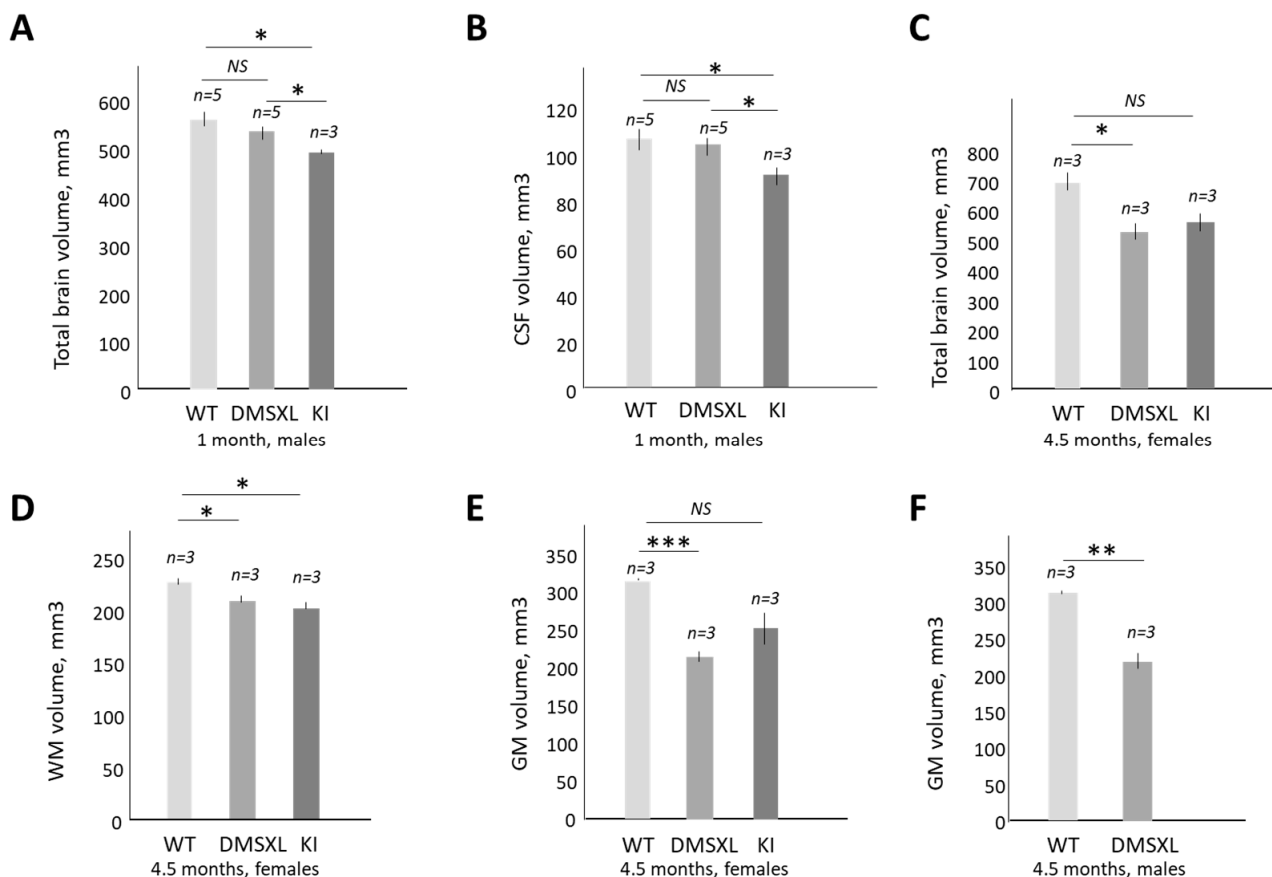 A
*
NS
*
n=5
n=5
n=3
Total brain volume, mm3
600
500
400
300
200
100
0
WT DMSXL KI
1 month, males
B
*
NS
*
n=5
n=5
n=3
CSF volume, mm3
120
100
80
60
40
20
0
WT DMSXL KI
1 month, males
C
NS
*
n=3
n=3
n=3
Total brain volume, mm3
800
700
600
500
400
300
200
100
0
WT DMSXL KI
4.5 months, females
D
*
*
n=3
n=3
n=3
WM volume, mm3
250
200
150
100
50
0
WT DMSXL KI
4.5 months, females
E
NS
***
n=3
n=3
n=3
GM volume, mm3
350
300
250
200
150
100
50
0
WT DMSXL KI
4.5 months, females
F
**
n=3
n=3
GM volume, mm3
350
300
250
200
150
100
50
0
WT DMSXL
4.5 months, males